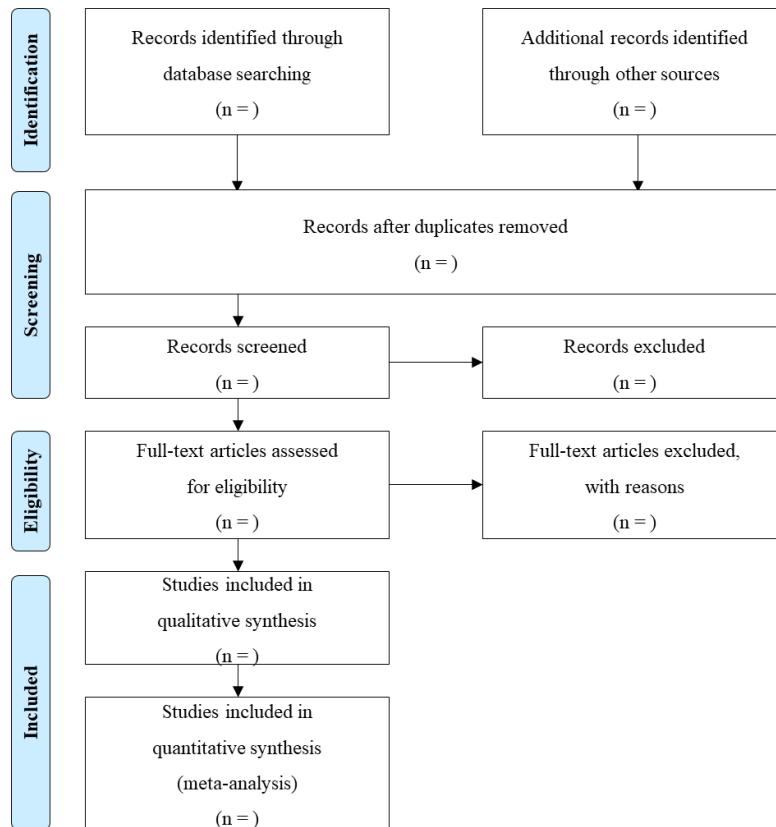 Identification
Records identified through
database searching
(n = )
Additional records identified
through other sources
(n = )
Screening
Records after duplicates removed
(n = )
Records screened
(n = )
Records excluded
(n = )
Eligibility
Full-text articles assessed
for eligibility
(n = )
Full-text articles excluded,
with reasons
(n = )
Included
Studies included in
qualitative synthesis
(n = )
Studies included in
quantitative synthesis
(meta-analysis)
(n = )